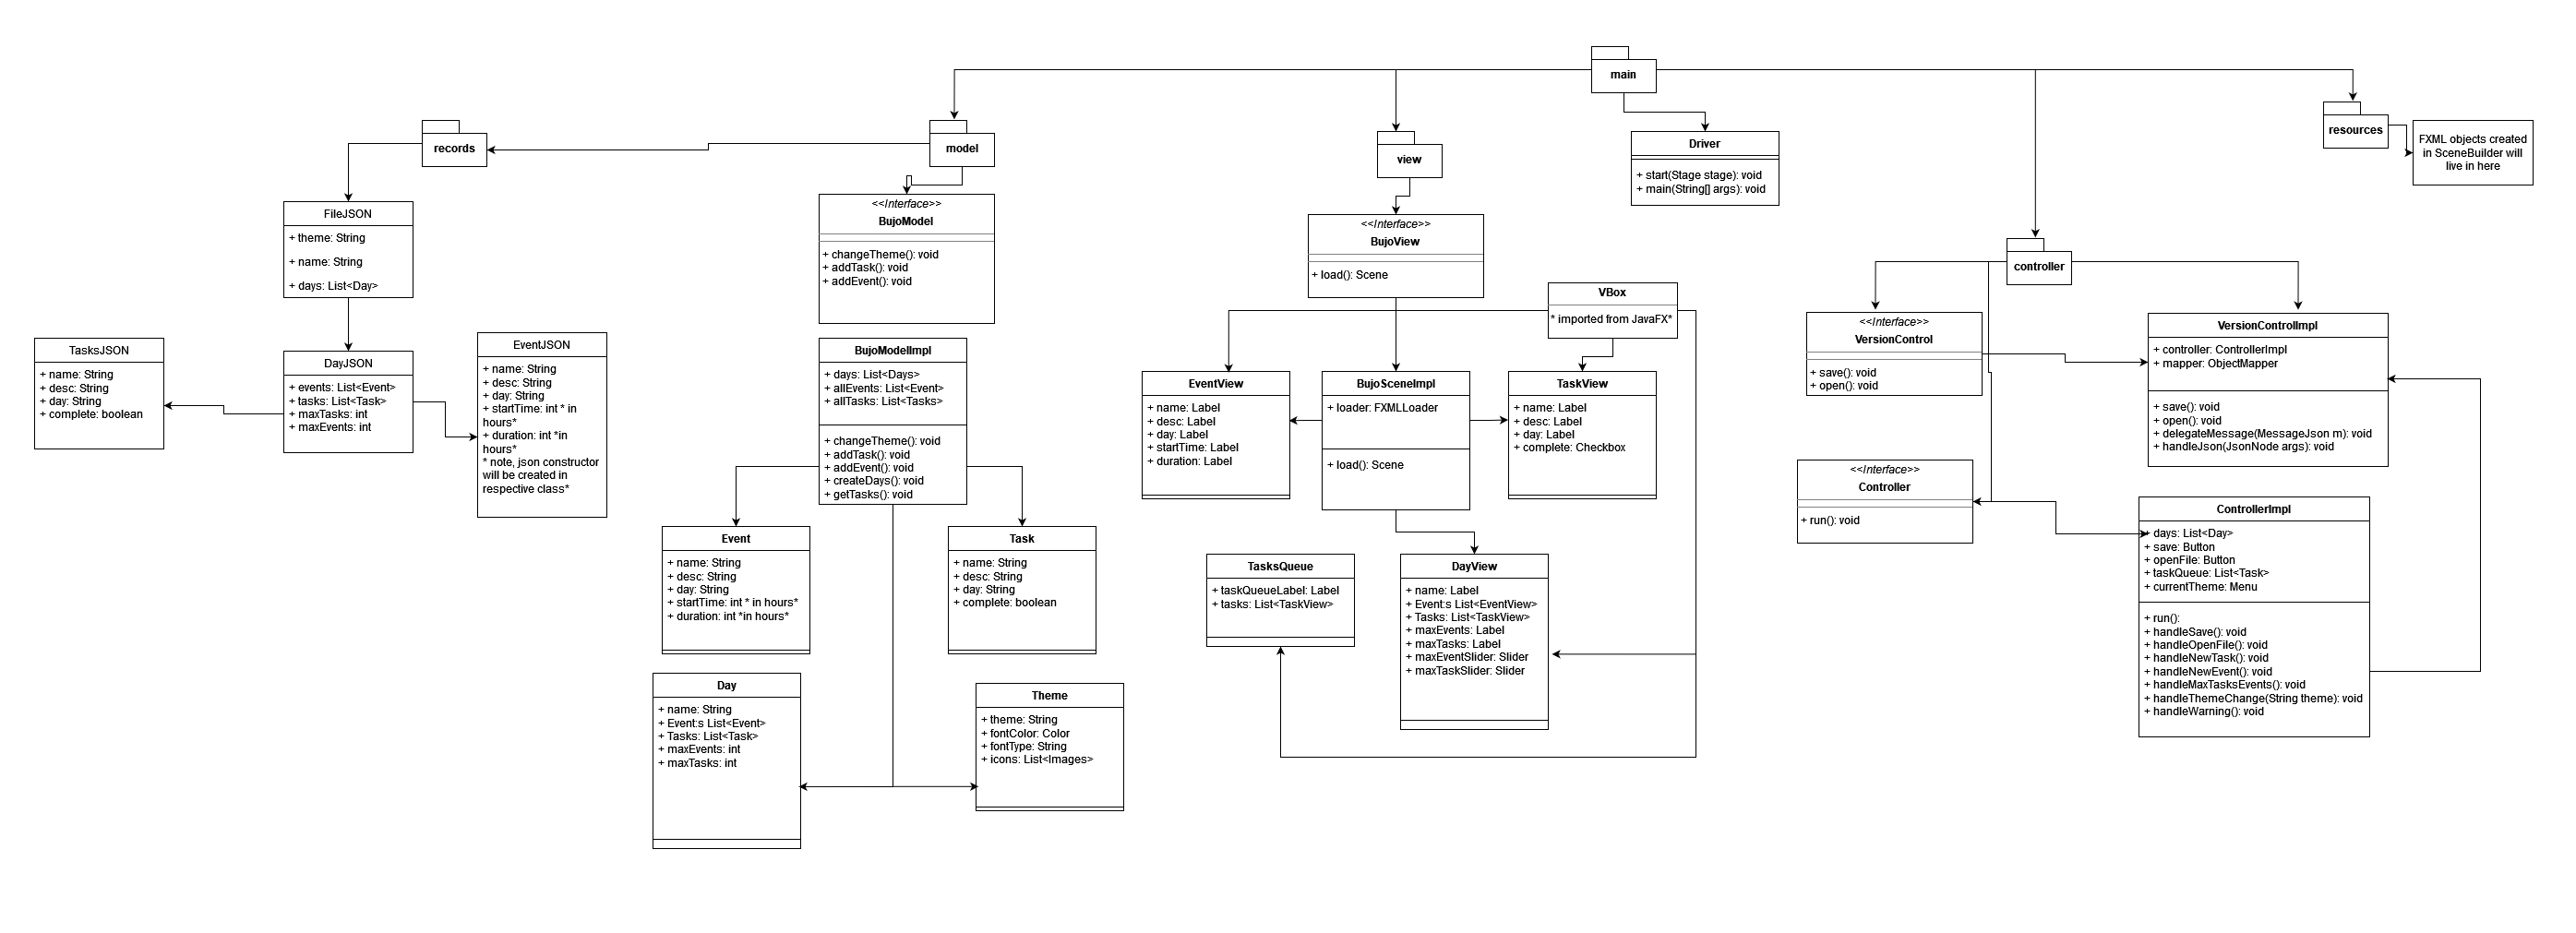 main
records
model
view
Driver
+ start(Stage stage): void
+ main(String[] args): void
resources
FXML objects created
in SceneBuilder will
live in here
FileJSON
+ theme: String
+ name: String
+ days: List<Day>
<<Interface>>
BujoModel
+ changeTheme(): void
+ addTask(): void
+ addEvent(): void
<<Interface>>
BujoView
+ load(): Scene
VBox
* imported from JavaFX*
controller
<<Interface>>
VersionControl
+ save(): void
+ open(): void
VersionControlImpl
+ controller: ControllerImpl
+ mapper: ObjectMapper
+ save(): void
+ open(): void
+ delegateMessage(MessageJson m): void
+ handleJson(JsonNode args): void
TasksJSON
+ name: String
+ desc: String
+ day: String
+ complete: boolean
DayJSON
+ events: List<Event>
+ tasks: List<Task>
+ maxTasks: int
+ maxEvents: int
EventJSON
+ name: String
+ desc: String
+ day: String
+ startTime: int * in
hours*
+ duration: int *in
hours*
* note, json constructor
will be created in
respective class*
BujoModelImpl
+ days: List<Days>
+ allEvents: List<Event>
+ allTasks: List<Tasks>
+ changeTheme(): void
+ addTask(): void
+ addEvent(): void
+ createDays(): void
+ getTasks(): void
EventView
+ name: Label
+ desc: Label
+ day: Label
+ startTime: Label
+ duration: Label
BujoSceneImpl
+ loader: FXMLLoader
+ load(): Scene
TaskView
+ name: Label
+ desc: Label
+ day: Label
+ complete: Checkbox
<<Interface>>
Controller
+ run(): void
ControllerImpl
+ days: List<Day>
+ save: Button
+ openFile: Button
+ taskQueue: List<Task>
+ currentTheme: Menu
+ run():
+ handleSave(): void
+ handleOpenFile(): void
+ handleNewTask(): void
+ handleNewEvent(): void
+ handleMaxTasksEvents(): void
+ handleThemeChange(String theme): void
+ handleWarning(): void
Event
+ name: String
+ desc: String
+ day: String
+ startTime: int * in hours*
+ duration: int *in hours*
Task
+ name: String
+ desc: String
+ day: String
+ complete: boolean
TasksQueue
+ taskQueueLabel: Label
+ tasks: List<TaskView>
DayView
+ name: Label
+ Event:s List<EventView>
+ Tasks: List<TaskView>
+ maxEvents: Label
+ maxTasks: Label
+ maxEventSlider: Slider
+ maxTaskSlider: Slider
Day
+ name: String
+ Event:s List<Event>
+ Tasks: List<Task>
+ maxEvents: int
+ maxTasks: int
Theme
+ theme: String
+ fontColor: Color
+ fontType: String
+ icons: List<Images>